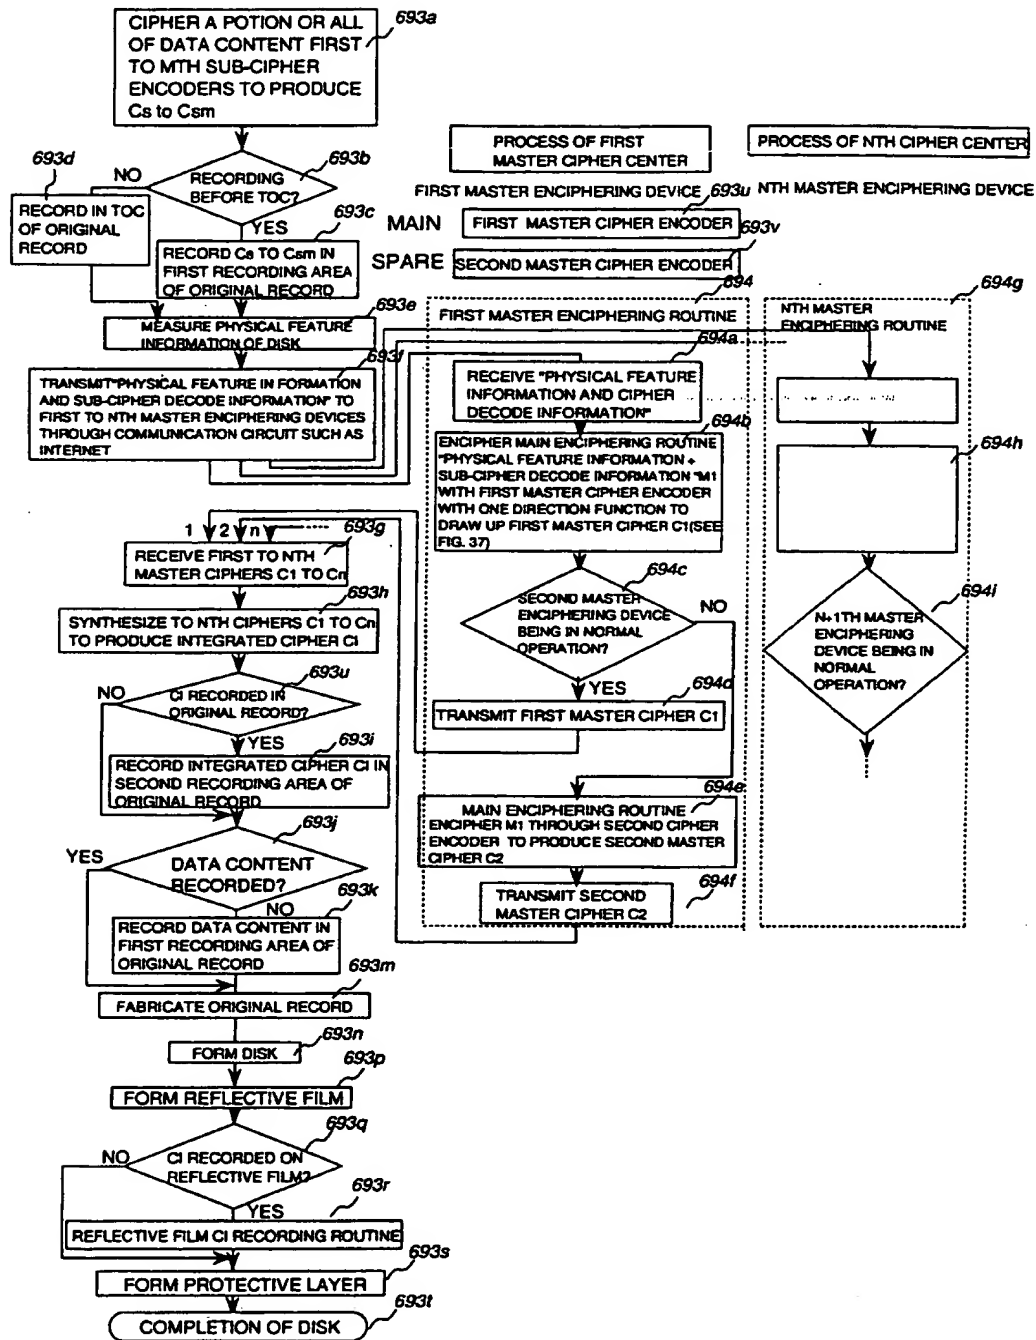 CIPHER A POTION OR ALL
OF DATA CONTENT FIRST
TO MTH SUB-CIPHER
ENCODERS TO PRODUCE
Cs to Csm
693a
693b
RECORDING
BEFORE TOC?
NO
YES
693d
RECORD IN TOC
OF ORIGINAL
RECORD
693c
RECORD Cs TO Csm IN
FIRST RECORDING AREA
OF ORIGINAL RECORD
693e
MEASURE PHYSICAL FEATURE
INFORMATION OF DISK
693f
TRANSMIT"PHYSICAL FEATURE IN FORMATION
AND SUB-CIPHER DECODE INFORMATION" TO
FIRST TO NTH MASTER ENCIPHERING DEVICES
THROUGH COMMUNICATION CIRCUIT SUCH AS
INTERNET
1 2 n
693g
RECEIVE FIRST TO NTH
MASTER CIPHERS C1 TO Cn
693h
SYNTHESIZE TO NTH CIPHERS C1 TO Cn
TO PRODUCE INTEGRATED CIPHER CI
693u
NO
CI RECORDED IN
ORIGINAL RECORD?
YES
693i
RECORD INTEGRATED CIPHER CI IN
SECOND RECORDING AREA OF
ORIGINAL RECORD
693j
YES
DATA CONTENT
RECORDED?
NO
693k
RECORD DATA CONTENT IN
FIRST RECORDING AREA OF
ORIGINAL RECORD
693m
FABRICATE ORIGINAL RECORD
693n
FORM DISK
693p
FORM REFLECTIVE FILM
693q
NO
CI RECORDED ON
REFLECTIVE FILM?
YES
693r
REFLECTIVE FILM CI RECORDING ROUTINE
693s
FORM PROTECTIVE LAYER
693t
COMPLETION OF DISK
PROCESS OF FIRST
MASTER CIPHER CENTER
FIRST MASTER ENCIPHERING DEVICE
693u
MAIN
FIRST MASTER CIPHER ENCODER
693v
SPARE
SECOND MASTER CIPHER ENCODER
694
FIRST MASTER ENCIPHERING ROUTINE
694a
RECEIVE "PHYSICAL FEATURE
INFORMATION AND CIPHER
DECODE INFORMATION"
694b
ENCIPHER MAIN ENCIPHERING ROUTINE
"PHYSICAL FEATURE INFORMATION +
SUB-CIPHER DECODE INFORMATION "M1
WITH FIRST MASTER CIPHER ENCODER
WITH ONE DIRECTION FUNCTION TO
DRAW UP FIRST MASTER CIPHER C1(SEE
FIG. 37)
694c
SECOND MASTER
ENCIPHERING DEVICE
BEING IN NORMAL
OPERATION?
NO
YES
694d
TRANSMIT FIRST MASTER CIPHER C1
694e
MAIN ENCIPHERING ROUTINE
ENCIPHER M1 THROUGH SECOND CIPHER
ENCODER TO PRODUCE SECOND MASTER
CIPHER C2
694f
TRANSMIT SECOND
MASTER CIPHER C2
PROCESS OF NTH CIPHER CENTER
NTH MASTER ENCIPHERING DEVICE
694g
NTH MASTER
ENCIPHERING ROUTINE
694h
694i
N+1TH MASTER
ENCIPHERING
DEVICE BEING IN
NORMAL
OPERATION?